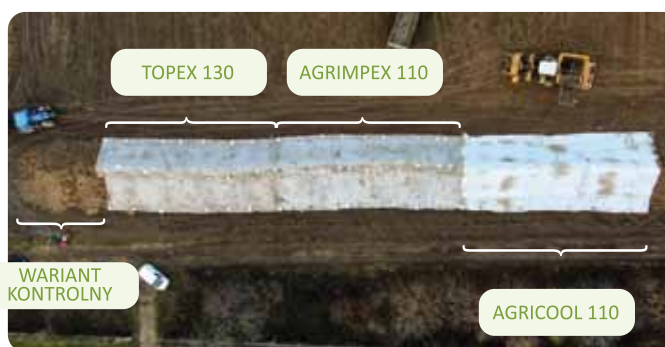 TOPEX 130
AGRIMPEX 110
WARIANT
KONTROLNY
AGRICOOL 110